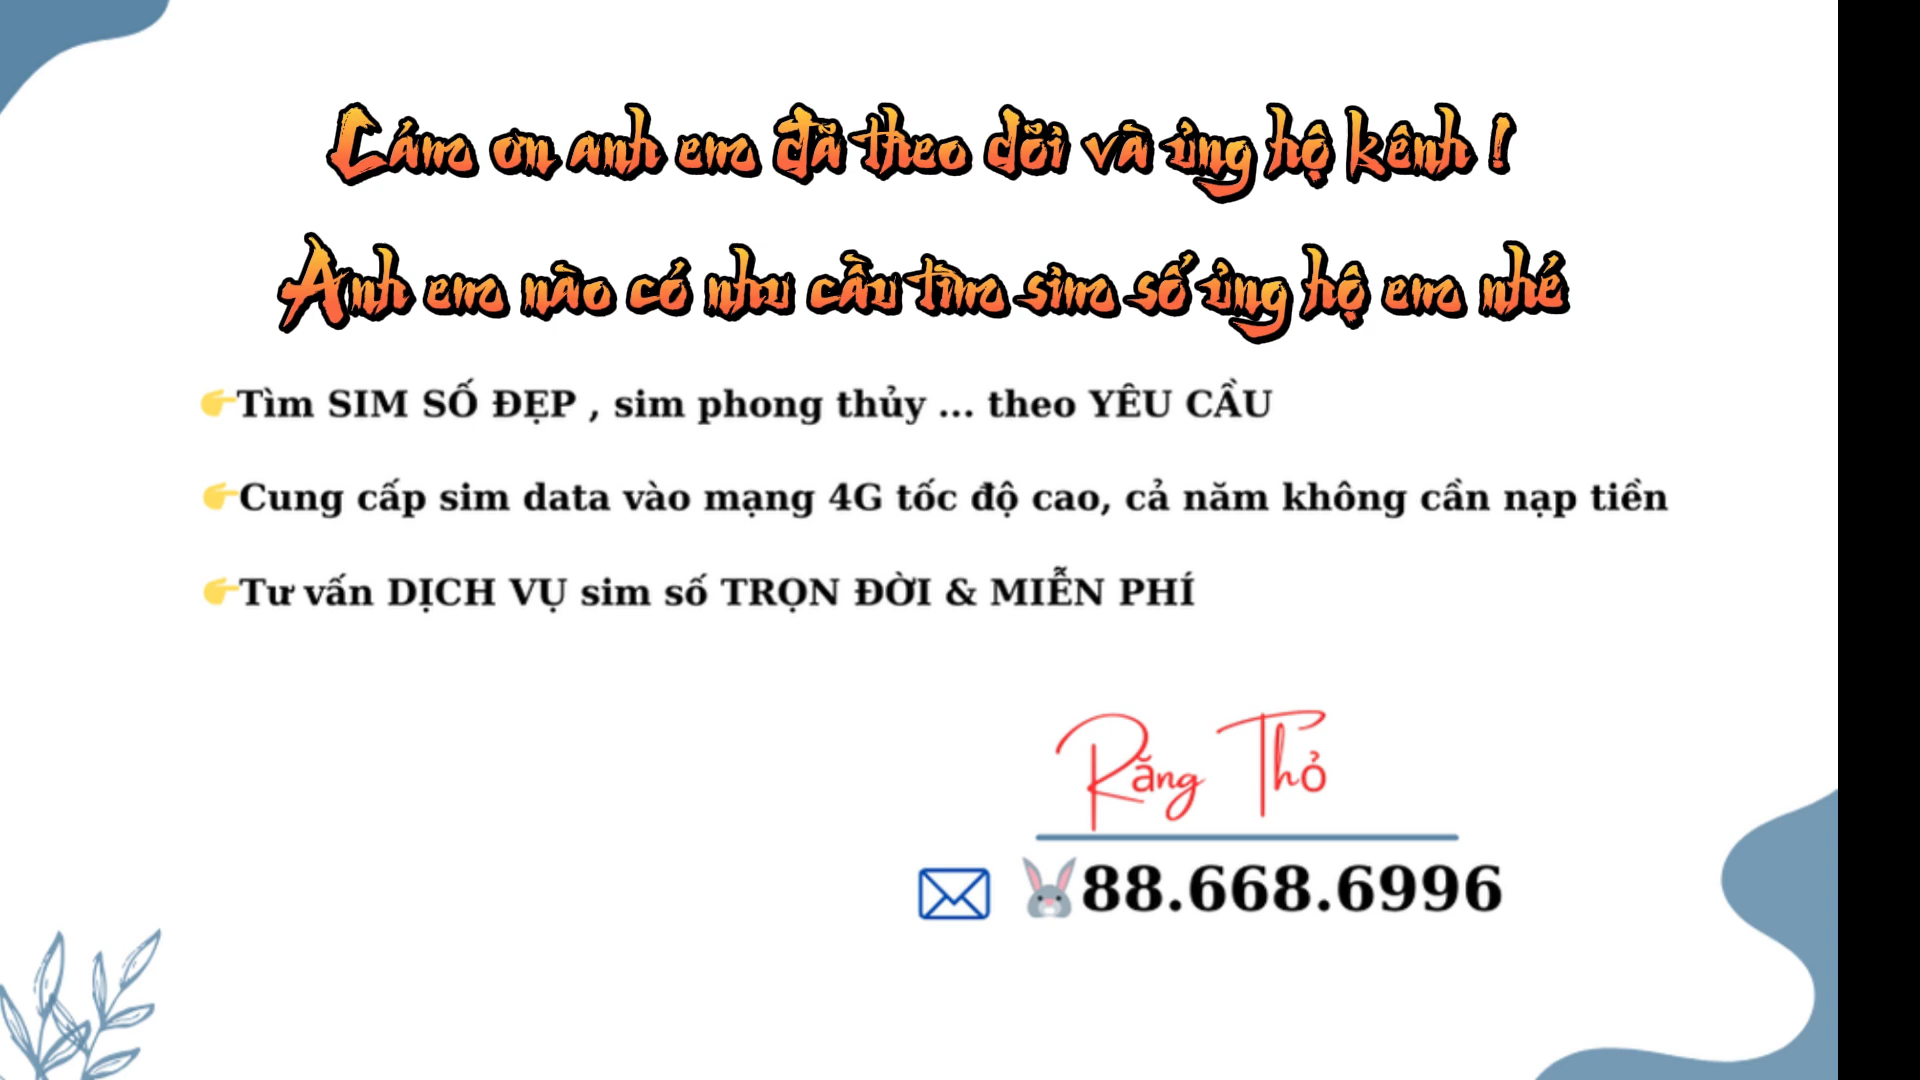 Cám ơn anh em đã theo dõi và ủng hộ kênh !
Anh em nào có nhu cầu tìm sim số ủng hộ em nhé
👉Tìm SIM SỐ ĐẸP , sim phong thủy ... theo YÊU CẦU
👉Cung cấp sim data vào mạng 4G tốc độ cao, cả năm không cần nạp tiền
👉Tư vấn DỊCH VỤ sim số TRỌN ĐỜI & MIỄN PHÍ
Răng Thỏ
88.668.6996